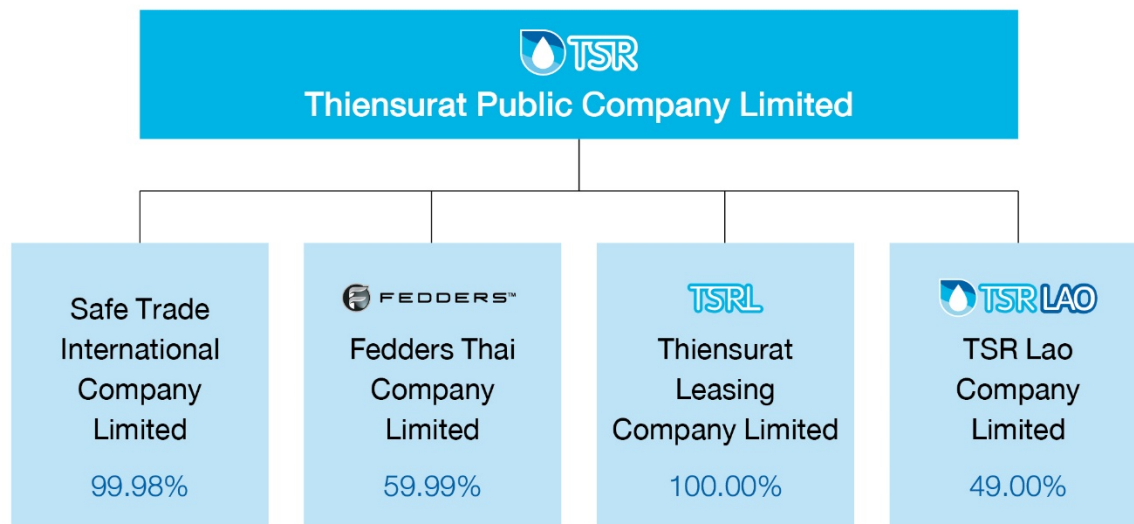 TSR
Thiensurat Public Company Limited
Safe Trade
International
Company
Limited
99.98%
FEDDERS™
Fedders Thai
Company
Limited
59.99%
TSRL
Thiensurat
Leasing
Company Limited
100.00%
TSR LAO
TSR Lao
Company
Limited
49.00%